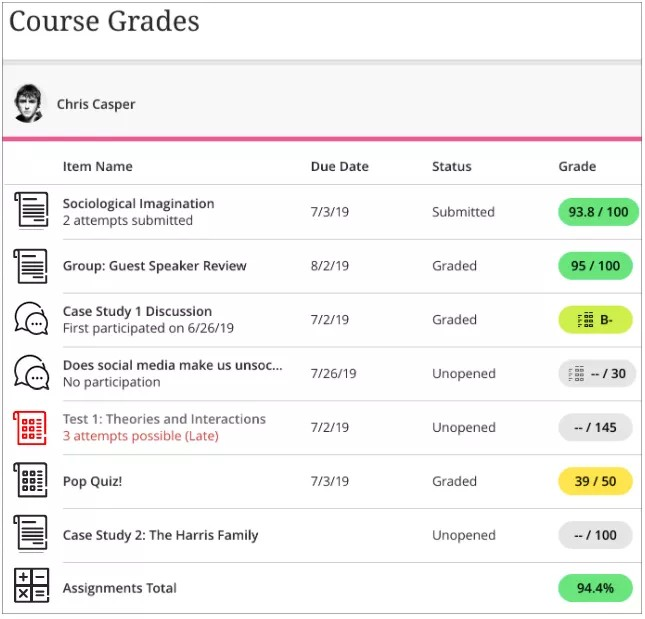 Course Grades
Chris Casper
Item Name Due Date Status Grade
Sociological Imagination 7/3/19 Submitted 93.8 / 100
2 attempts submitted
Group: Guest Speaker Review 8/2/19 Graded 95 / 100
Case Study 1 Discussion 7/2/19 Graded B-
First participated on 6/26/19
Does social media make us unsoc... 7/26/19 Unopened -- / 30
No participation
Test 1: Theories and Interactions 7/2/19 Unopened -- / 145
3 attempts possible (Late)
Pop Quiz! 7/3/19 Graded 39 / 50
Case Study 2: The Harris Family Unopened -- / 100
Assignments Total 94.4%